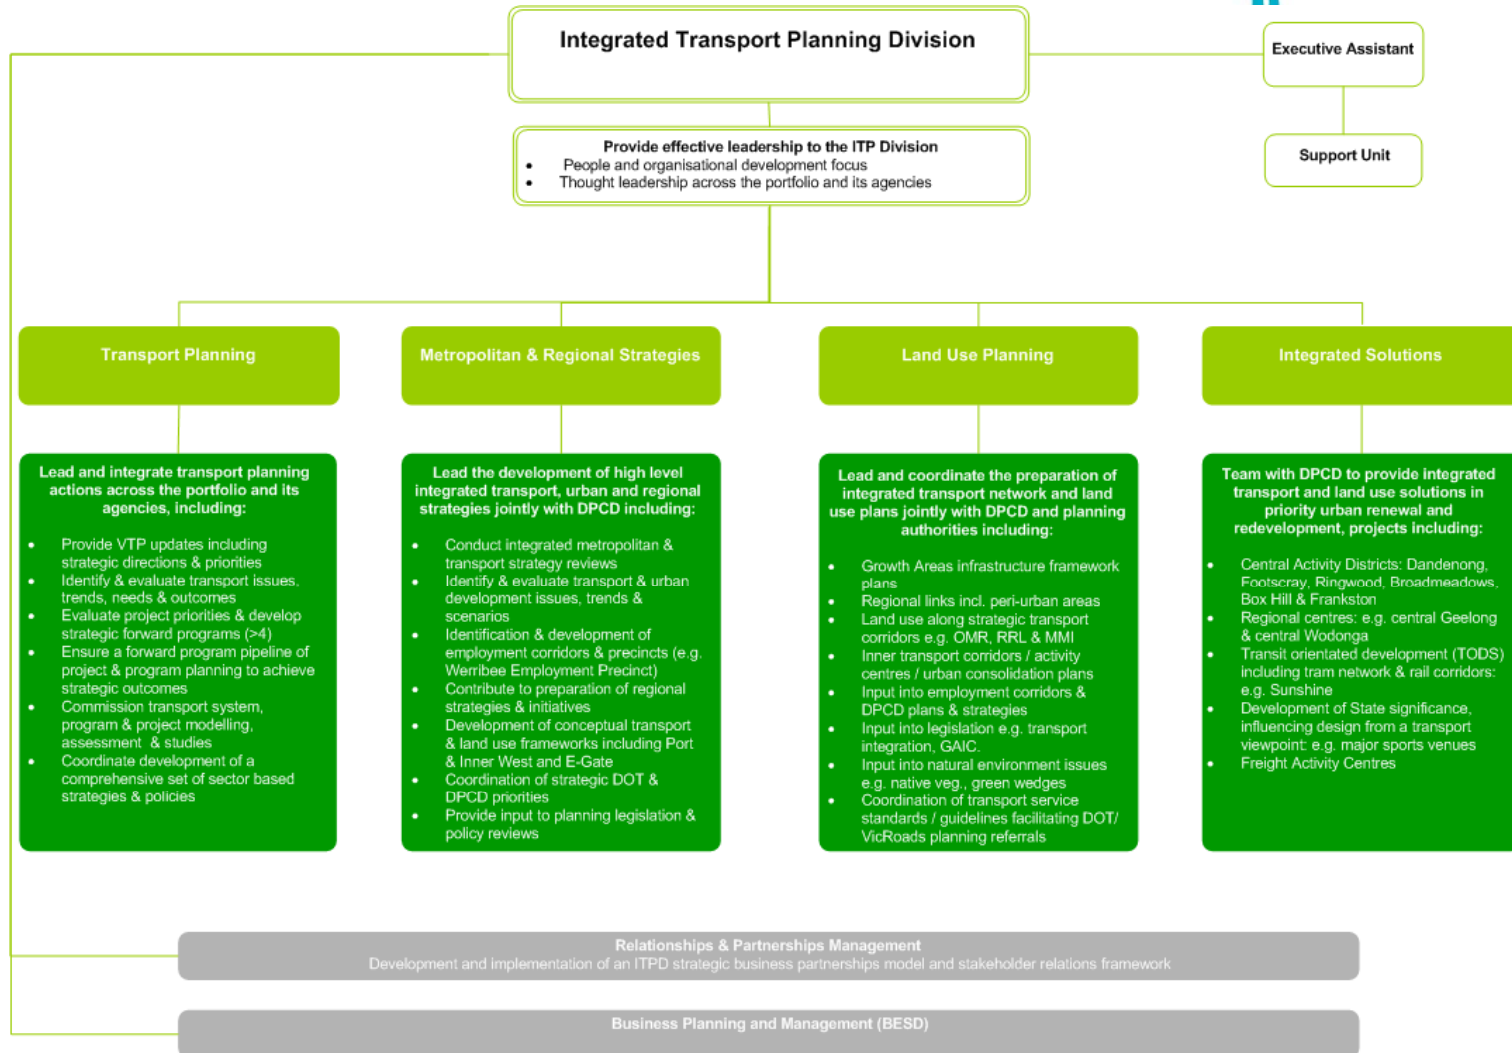 Integrated Transport Planning Division
Executive Assistant
Support Unit
Provide effective leadership to the ITP Division
• People and organisational development focus
• Thought leadership across the portfolio and its agencies
Transport Planning
Lead and integrate transport planning
actions across the portfolio and its
agencies, including:
• Provide VTP updates including
strategic directions & priorities
• Identify & evaluate transport issues,
trends, needs & outcomes
• Evaluate project priorities & develop
strategic forward programs (>4)
• Ensure a forward program pipeline of
project & program planning to achieve
strategic outcomes
• Commission transport system,
program & project modelling,
assessment & studies
• Coordinate development of a
comprehensive set of sector based
strategies & policies
Metropolitan & Regional Strategies
Lead the development of high level
integrated transport, urban and regional
strategies jointly with DPCD including:
• Conduct integrated metropolitan &
transport strategy reviews
• Identify & evaluate transport & urban
development issues, trends &
scenarios
• Identification & development of
employment corridors & precincts (e.g.
Werribee Employment Precinct)
• Contribute to preparation of regional
strategies & initiatives
• Development of conceptual transport
& land use frameworks including Port
& Inner West and E-Gate
• Coordination of strategic DOT &
DPCD priorities
• Provide input to planning legislation &
policy reviews
Land Use Planning
Lead and coordinate the preparation of
integrated transport network and land
use plans jointly with DPCD and planning
authorities including:
• Growth Areas infrastructure framework
plans
• Regional links incl. peri-urban areas
• Land use along strategic transport
corridors e.g. OMR, RRL & MMI
• Inner transport corridors / activity
centres / urban consolidation plans
• Input into employment corridors &
DPCD plans & strategies
• Input into legislation e.g. transport
integration, GAIC.
• Input into natural environment issues
e.g. native veg., green wedges
• Coordination of transport service
standards / guidelines facilitating DOT/
VicRoads planning referrals
Integrated Solutions
Team with DPCD to provide integrated
transport and land use solutions in
priority urban renewal and
redevelopment, projects including:
• Central Activity Districts: Dandenong,
Footscray, Ringwood, Broadmeadows,
Box Hill & Frankston
• Regional centres: e.g. central Geelong
& central Wodonga
• Transit orientated development (TODS)
including tram network & rail corridors:
e.g. Sunshine
• Development of State significance,
influencing design from a transport
viewpoint: e.g. major sports venues
• Freight Activity Centres
Relationships & Partnerships Management
Development and implementation of an ITPD strategic business partnerships model and stakeholder relations framework
Business Planning and Management (BESD)